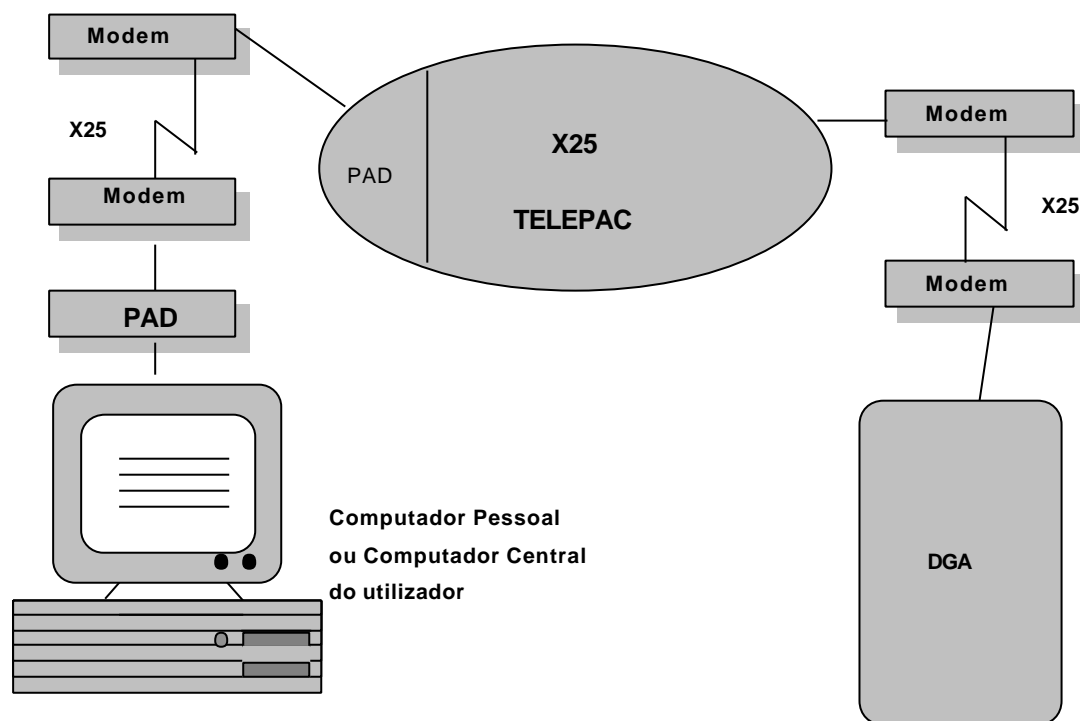 Modem
X25
Modem
PAD
PAD
X25
TELEPAC
Modem
X25
Modem
Computador Pessoal
ou Computador Central
do utilizador
DGA